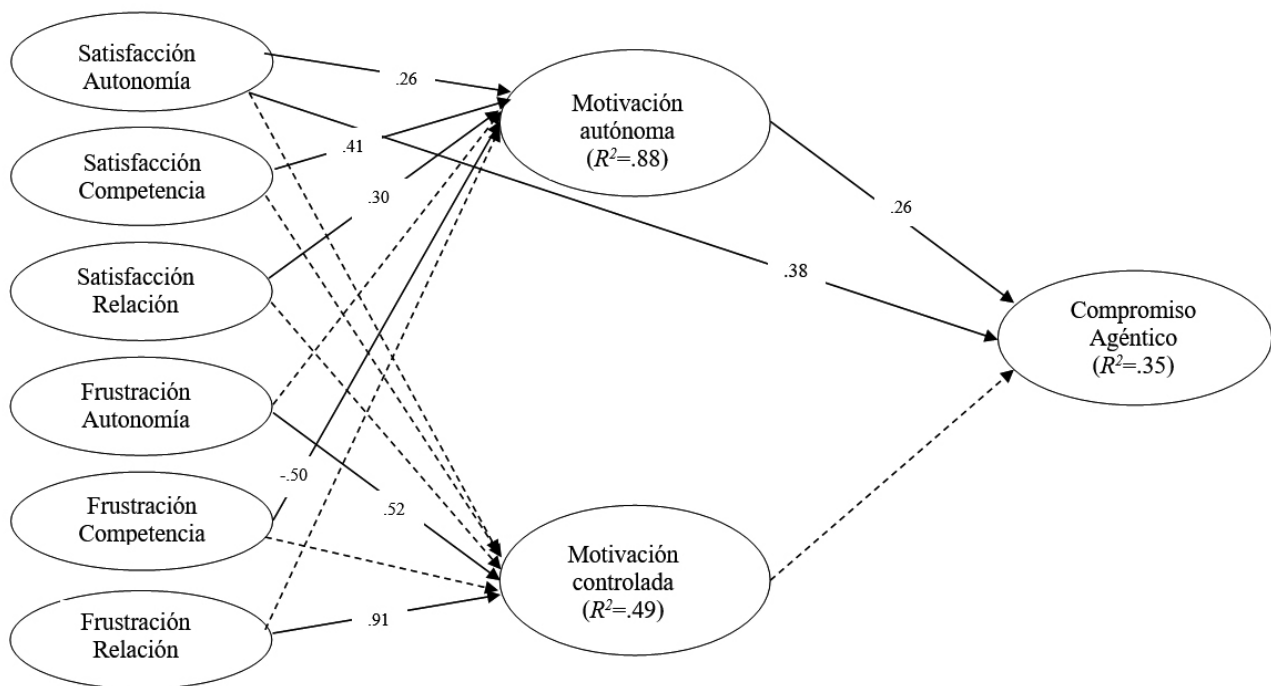 Satisfacción
Autonomía
Satisfacción
Competencia
Satisfacción
Relación
Frustración
Autonomía
Frustración
Competencia
Frustración
Relación
.26
.41
.30
-.50
.52
.91
Motivación
autónoma
(R²=.88)
Motivación
controlada
(R²=.49)
.26
.38
Compromiso
Agéntico
(R²=.35)